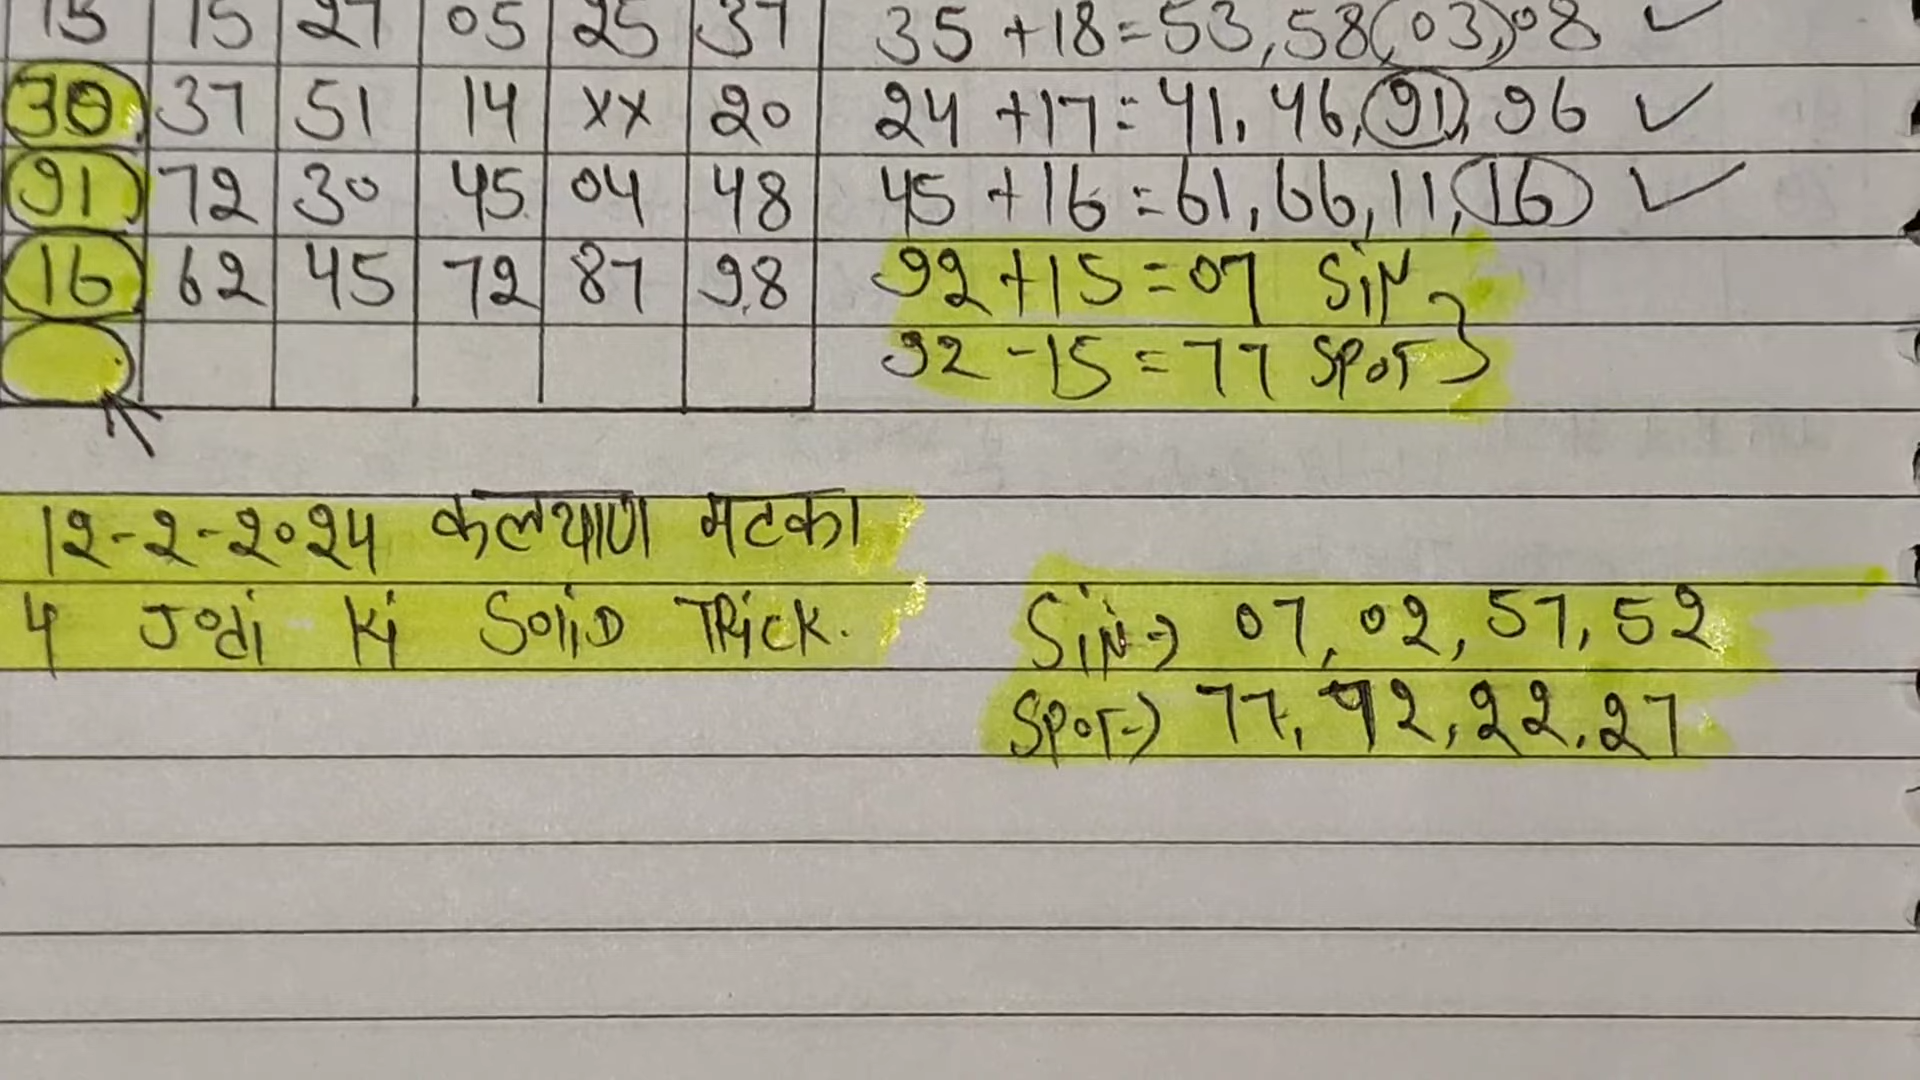 15 15 27 05 25 37 35 +18=53,58(03),08 ✓
30 37 51 14 xx 20 24 +17=41,46,(91),96 ✓
91 72 30 45 04 48 45 +16=61,66,11,(16) ✓
16 62 45 72 87 98 92 +15=07 SiN
92 -15=77 SPOT
12-2-2024 कल्याण मटका
4 Jodi Ki SoliD TRicK.
SiN→ 07, 02, 57, 52
SPOT→ 77, 72, 22, 27